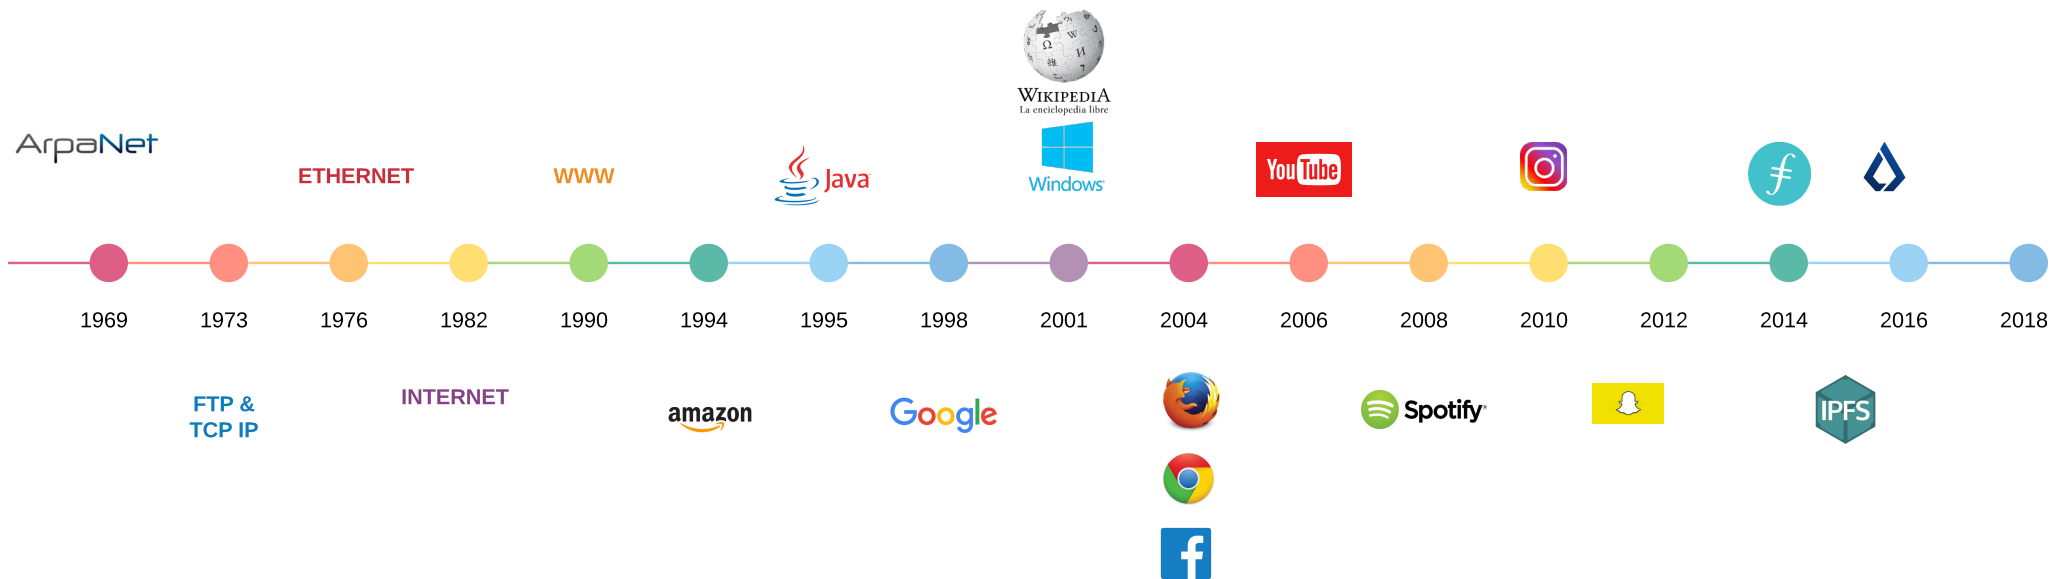 WIKIPEDIA
La enciclopedia libre
ArpaNet
ETHERNET
WWW
Java
Windows
YouTube
1969
1973
1976
1982
1990
1994
1995
1998
2001
2004
2006
2008
2010
2012
2014
2016
2018
FTP &
TCP IP
INTERNET
amazon
Google
Spotify
IPFS